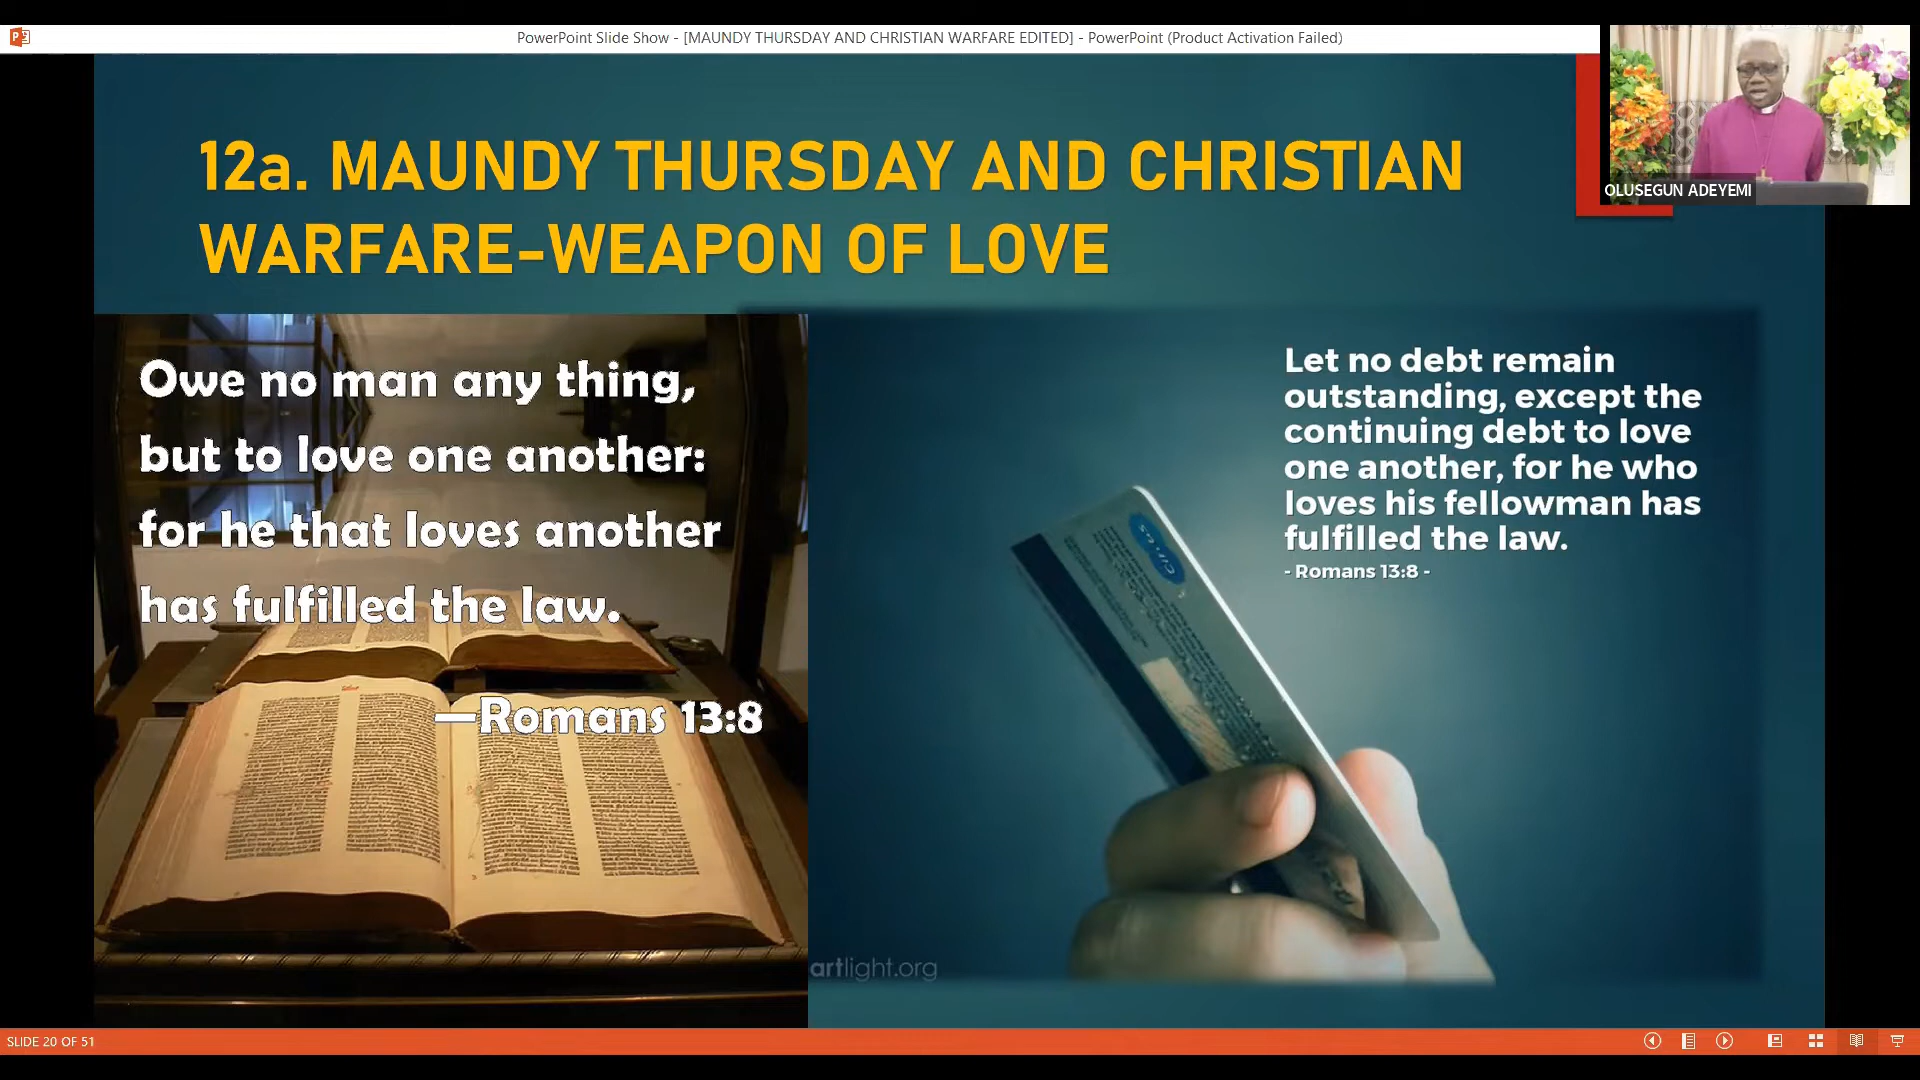 PowerPoint Slide Show - [MAUNDY THURSDAY AND CHRISTIAN WARFARE EDITED] - PowerPoint (Product Activation Failed)
OLUSEGUN ADEYEMI
12a. MAUNDY THURSDAY AND CHRISTIAN
WARFARE-WEAPON OF LOVE
Owe no man any thing,
but to love one another:
for he that loves another
has fulfilled the law.
—Romans 13:8
Let no debt remain
outstanding, except the
continuing debt to love
one another, for he who
loves his fellowman has
fulfilled the law.
- Romans 13:8 -
artlight.org
SLIDE 20 OF 51